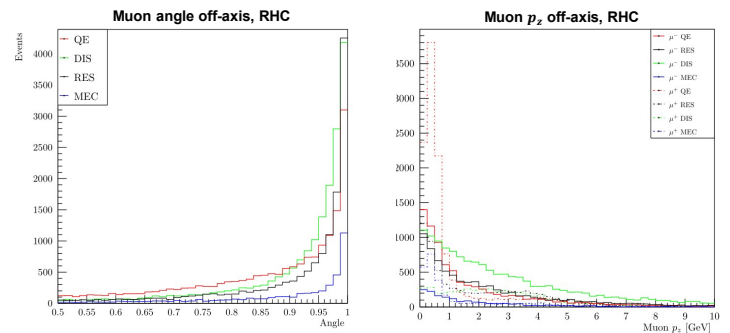 Muon angle off-axis, RHC
Events
QE
DIS
RES
MEC
4000
3500
3000
2500
2000
1500
1000
500
0
0.5 0.55 0.6 0.65 0.7 0.75 0.8 0.85 0.9 0.95 1
Angle
Muon p_z off-axis, RHC
μ⁻ QE
μ⁻ RES
μ⁻ DIS
μ⁻ MEC
μ⁺ QE
μ⁺ RES
μ⁺ DIS
μ⁺ MEC
3500
3000
2500
2000
1500
1000
500
0
0 1 2 3 4 5 6 7 8 9 10
Muon p_z [GeV]